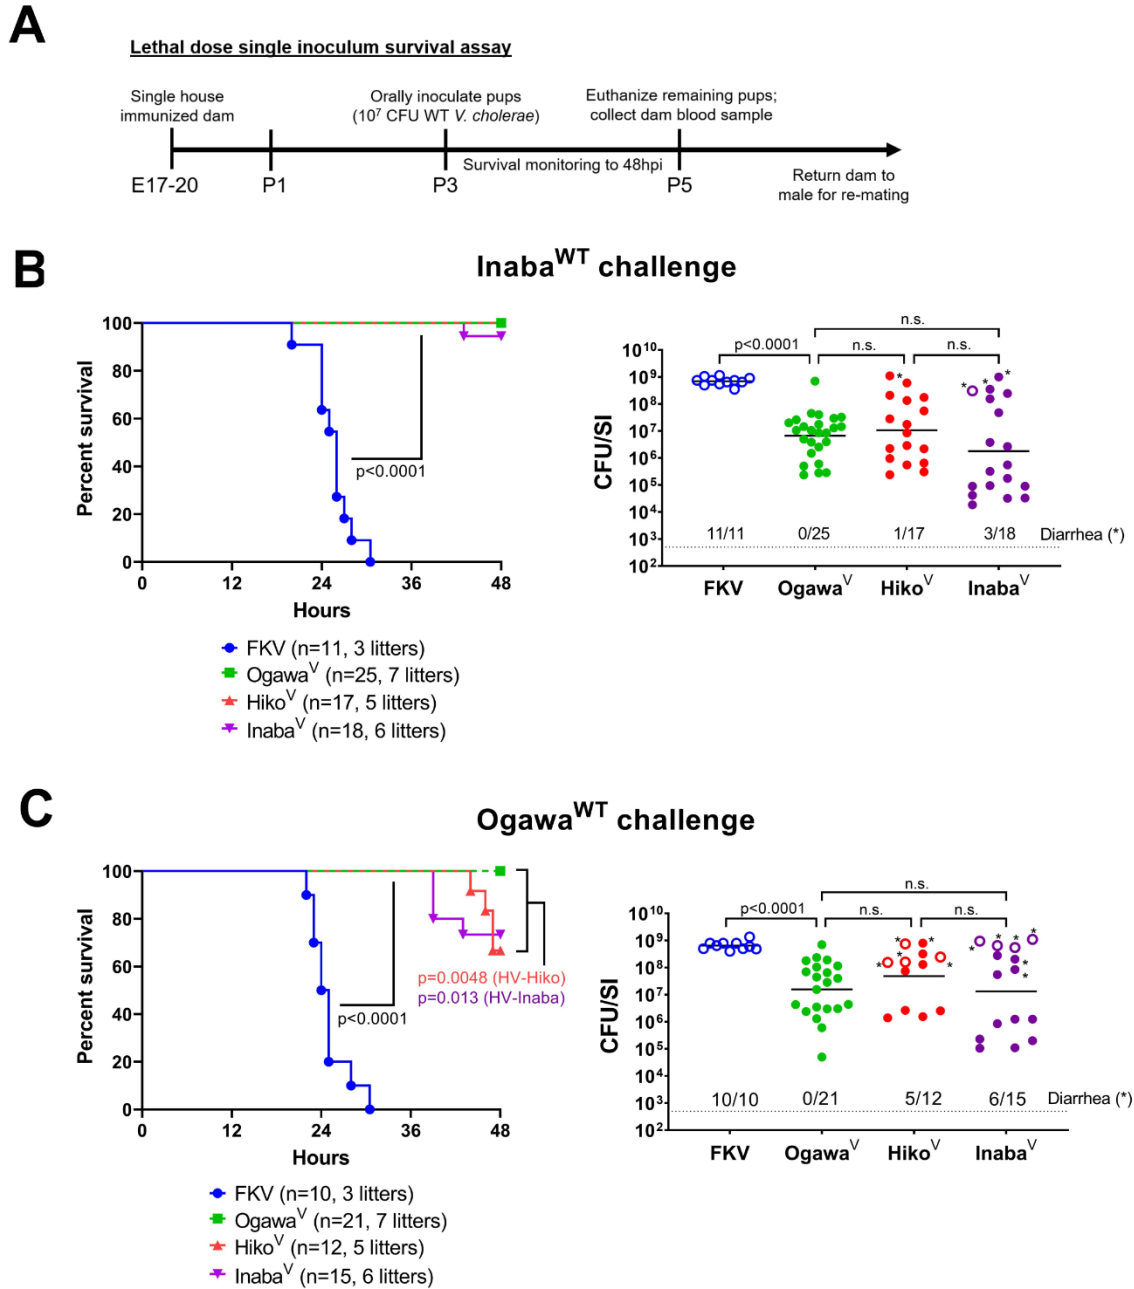 A
Lethal dose single inoculum survival assay
Single house
immunized dam
Orally inoculate pups
(10⁷ CFU WT V. cholerae)
Euthanize remaining pups;
collect dam blood sample
Survival monitoring to 48hpi
E17-20
P1
P3
P5
Return dam to
male for re-mating
B
Inaba^WT challenge
Percent survival
100
80
60
40
20
0
p<0.0001
0
12
24
36
48
Hours
FKV (n=11, 3 litters)
Ogawa^V (n=25, 7 litters)
Hiko^V (n=17, 5 litters)
Inaba^V (n=18, 6 litters)
n.s.
p<0.0001
n.s.
n.s.
CFU/SI
10¹⁰
10⁹
10⁸
10⁷
10⁶
10⁵
10⁴
10³
10²
* * * *
11/11
0/25
1/17
3/18
Diarrhea (*)
FKV
Ogawa^V
Hiko^V
Inaba^V
C
Ogawa^WT challenge
Percent survival
100
80
60
40
20
0
p=0.0048 (HV-Hiko)
p=0.013 (HV-Inaba)
p<0.0001
0
12
24
36
48
Hours
FKV (n=10, 3 litters)
Ogawa^V (n=21, 7 litters)
Hiko^V (n=12, 5 litters)
Inaba^V (n=15, 6 litters)
n.s.
p<0.0001
n.s.
n.s.
CFU/SI
10¹⁰
10⁹
10⁸
10⁷
10⁶
10⁵
10⁴
10³
10²
* * * * * * * * * * *
10/10
0/21
5/12
6/15
Diarrhea (*)
FKV
Ogawa^V
Hiko^V
Inaba^V